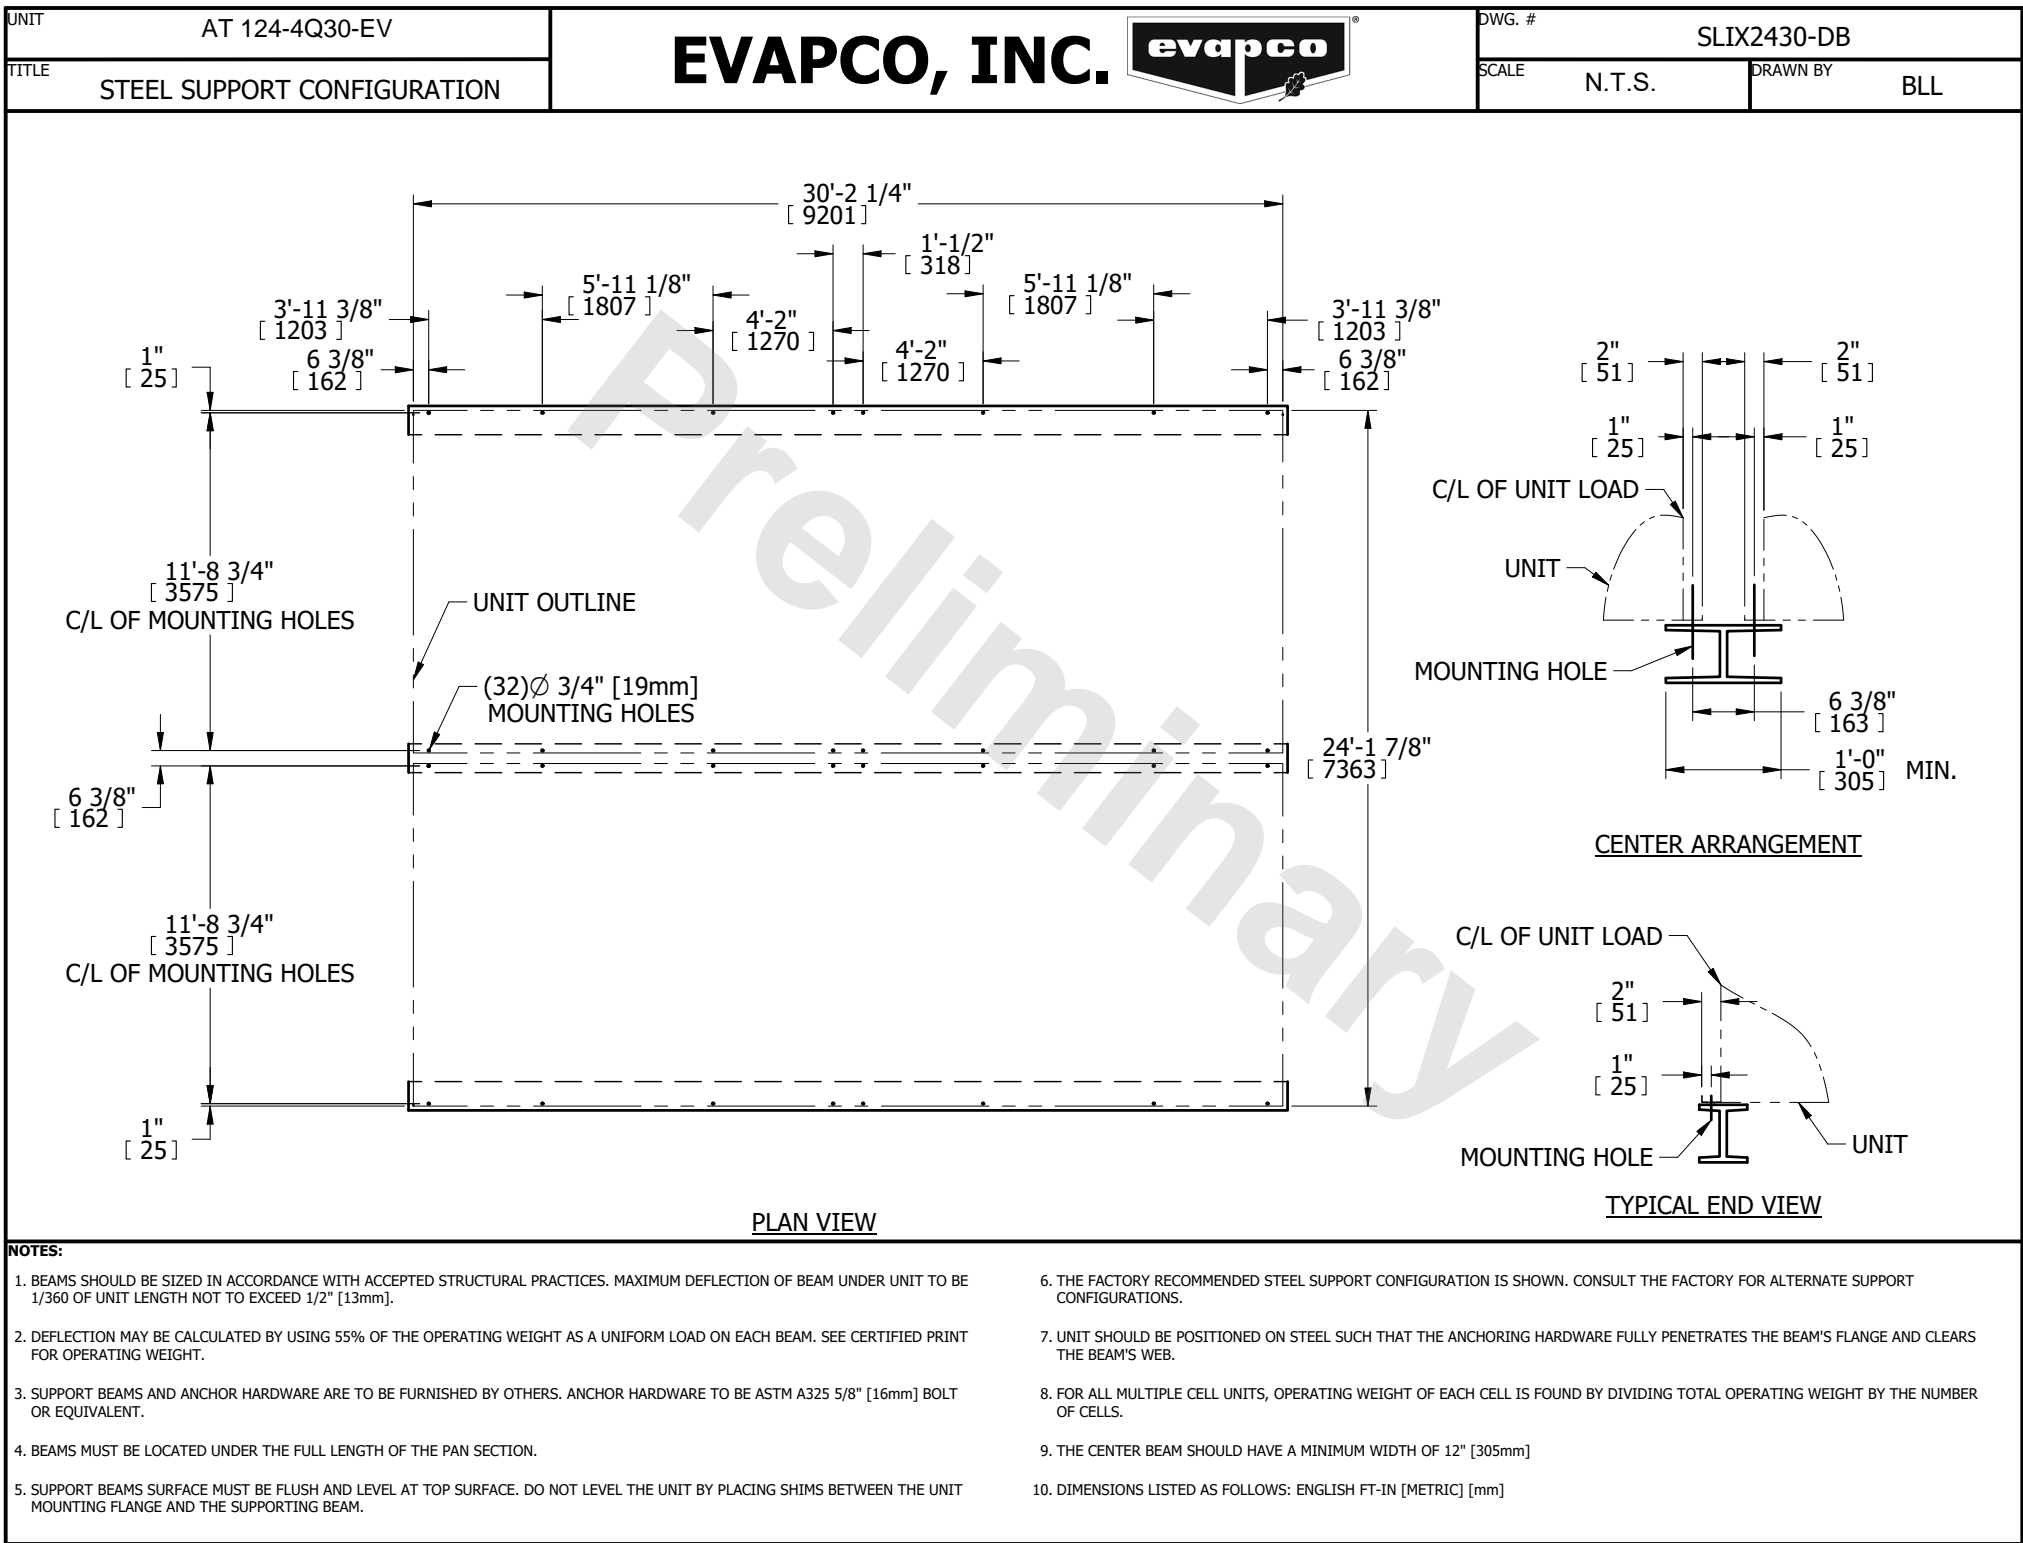 UNIT
AT 124-4Q30-EV
TITLE
STEEL SUPPORT CONFIGURATION
EVAPCO, INC.
evapco
®
DWG. #
SLIX2430-DB
SCALE
N.T.S.
DRAWN BY
BLL
30'-2 1/4"
[ 9201]
1'-1/2"
[ 318]
5'-11 1/8"
[ 1807 ]
5'-11 1/8"
[ 1807 ]
3'-11 3/8"
[ 1203 ]
4'-2"
[ 1270 ]
3'-11 3/8"
[ 1203 ]
1"
[ 25]
6 3/8"
[ 162 ]
4'-2"
[ 1270 ]
6 3/8"
[ 162]
11'-8 3/4"
[ 3575 ]
C/L OF MOUNTING HOLES
UNIT OUTLINE
(32)∅ 3/4" [19mm]
MOUNTING HOLES
24'-1 7/8"
[ 7363]
6 3/8"
[ 162 ]
11'-8 3/4"
[ 3575 ]
C/L OF MOUNTING HOLES
1"
[ 25]
PLAN VIEW
Preliminary
2"
[ 51]
2"
[ 51]
1"
[ 25]
1"
[ 25]
C/L OF UNIT LOAD
UNIT
MOUNTING HOLE
6 3/8"
[ 163 ]
1'-0"
[ 305] MIN.
CENTER ARRANGEMENT
C/L OF UNIT LOAD
2"
[ 51]
1"
[ 25]
MOUNTING HOLE
UNIT
TYPICAL END VIEW
NOTES:
1. BEAMS SHOULD BE SIZED IN ACCORDANCE WITH ACCEPTED STRUCTURAL PRACTICES. MAXIMUM DEFLECTION OF BEAM UNDER UNIT TO BE
1/360 OF UNIT LENGTH NOT TO EXCEED 1/2" [13mm].
2. DEFLECTION MAY BE CALCULATED BY USING 55% OF THE OPERATING WEIGHT AS A UNIFORM LOAD ON EACH BEAM. SEE CERTIFIED PRINT
FOR OPERATING WEIGHT.
3. SUPPORT BEAMS AND ANCHOR HARDWARE ARE TO BE FURNISHED BY OTHERS. ANCHOR HARDWARE TO BE ASTM A325 5/8" [16mm] BOLT
OR EQUIVALENT.
4. BEAMS MUST BE LOCATED UNDER THE FULL LENGTH OF THE PAN SECTION.
5. SUPPORT BEAMS SURFACE MUST BE FLUSH AND LEVEL AT TOP SURFACE. DO NOT LEVEL THE UNIT BY PLACING SHIMS BETWEEN THE UNIT
MOUNTING FLANGE AND THE SUPPORTING BEAM.
6. THE FACTORY RECOMMENDED STEEL SUPPORT CONFIGURATION IS SHOWN. CONSULT THE FACTORY FOR ALTERNATE SUPPORT
CONFIGURATIONS.
7. UNIT SHOULD BE POSITIONED ON STEEL SUCH THAT THE ANCHORING HARDWARE FULLY PENETRATES THE BEAM'S FLANGE AND CLEARS
THE BEAM'S WEB.
8. FOR ALL MULTIPLE CELL UNITS, OPERATING WEIGHT OF EACH CELL IS FOUND BY DIVIDING TOTAL OPERATING WEIGHT BY THE NUMBER
OF CELLS.
9. THE CENTER BEAM SHOULD HAVE A MINIMUM WIDTH OF 12" [305mm]
10. DIMENSIONS LISTED AS FOLLOWS: ENGLISH FT-IN [METRIC] [mm]